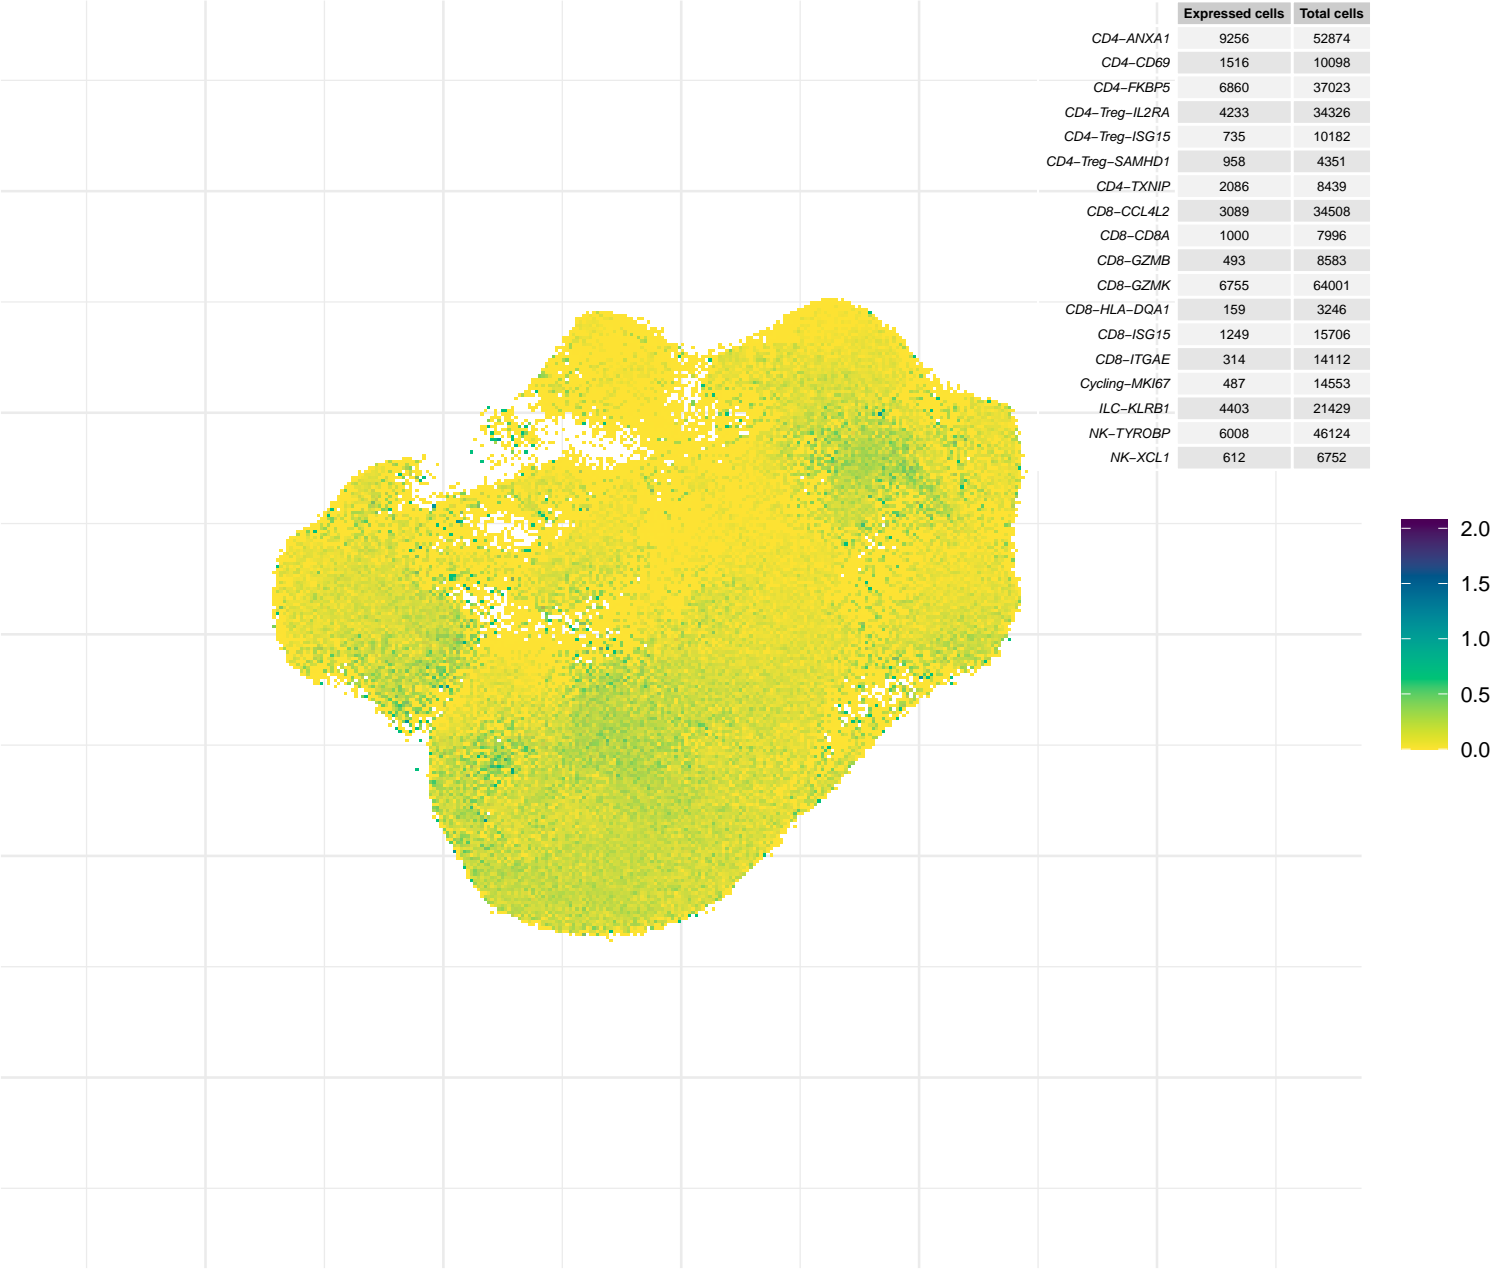 Expressed cells Total cells
CD4−ANXA1 9256 52874
CD4−CD69 1516 10098
CD4−FKBP5 6860 37023
CD4−Treg−IL2RA 4233 34326
CD4−Treg−ISG15 735 10182
CD4−Treg−SAMHD1 958 4351
CD4−TXNIP 2086 8439
CD8−CCL4L2 3089 34508
CD8−CD8A 1000 7996
CD8−GZMB 493 8583
CD8−GZMK 6755 64001
CD8−HLA−DQA1 159 3246
CD8−ISG15 1249 15706
CD8−ITGAE 314 14112
Cycling−MKI67 487 14553
ILC−KLRB1 4403 21429
NK−TYROBP 6008 46124
NK−XCL1 612 6752
2.0
1.5
1.0
0.5
0.0